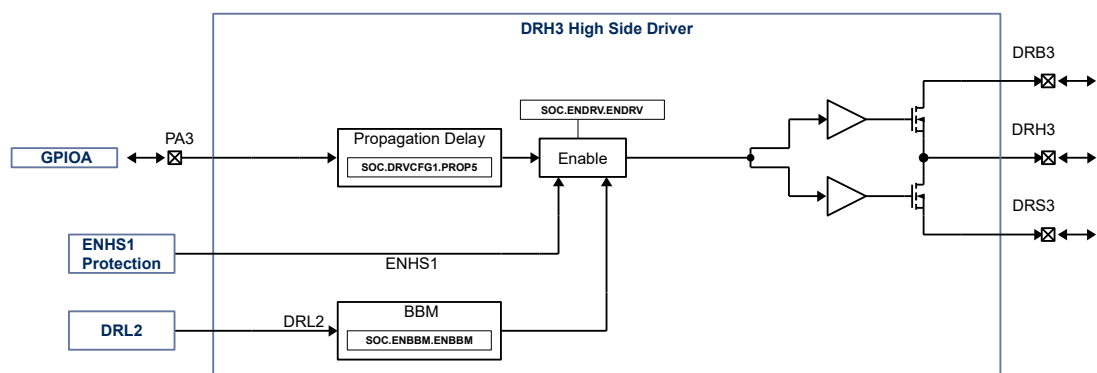 DRH3 High Side Driver
DRB3
SOC.ENDRV.ENDRV
PA3
Propagation Delay
DRH3
GPIOA
SOC.DRVCFG1.PROP5
Enable
DRS3
ENHS1
Protection
ENHS1
BBM
DRL2
DRL2
SOC.ENBBM.ENBBM